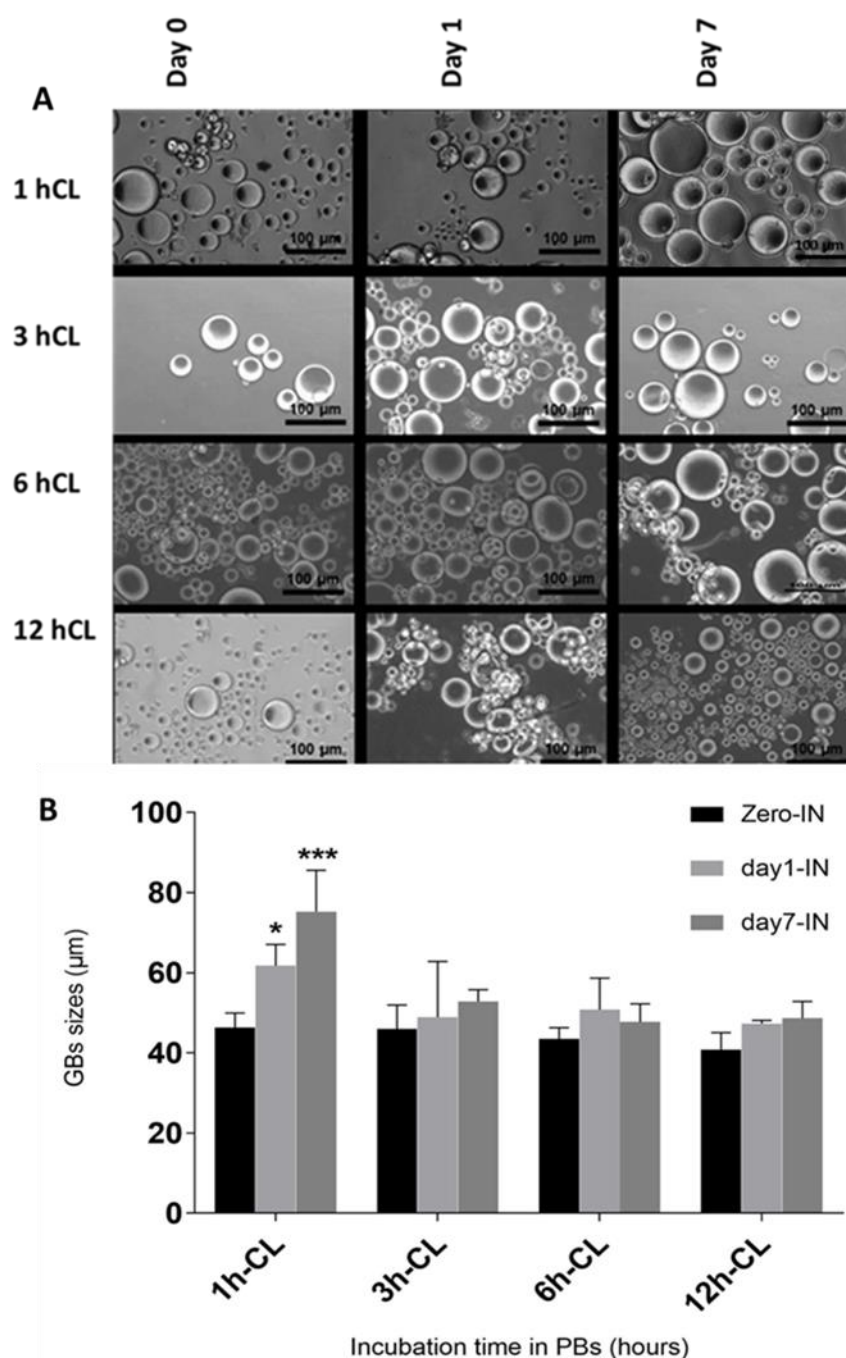 Day 0
Day 1
Day 7
A
1 hCL
100 µm
100 µm
100 µm
3 hCL
100 µm
100 µm
100 µm
6 hCL
100 µm
100 µm
12 hCL
100 µm
100 µm
100 µm
B
100
80
60
40
20
0
GBs sizes (µm)
*
***
Zero-IN
day1-IN
day7-IN
1h-CL
3h-CL
6h-CL
12h-CL
Incubation time in PBs (hours)